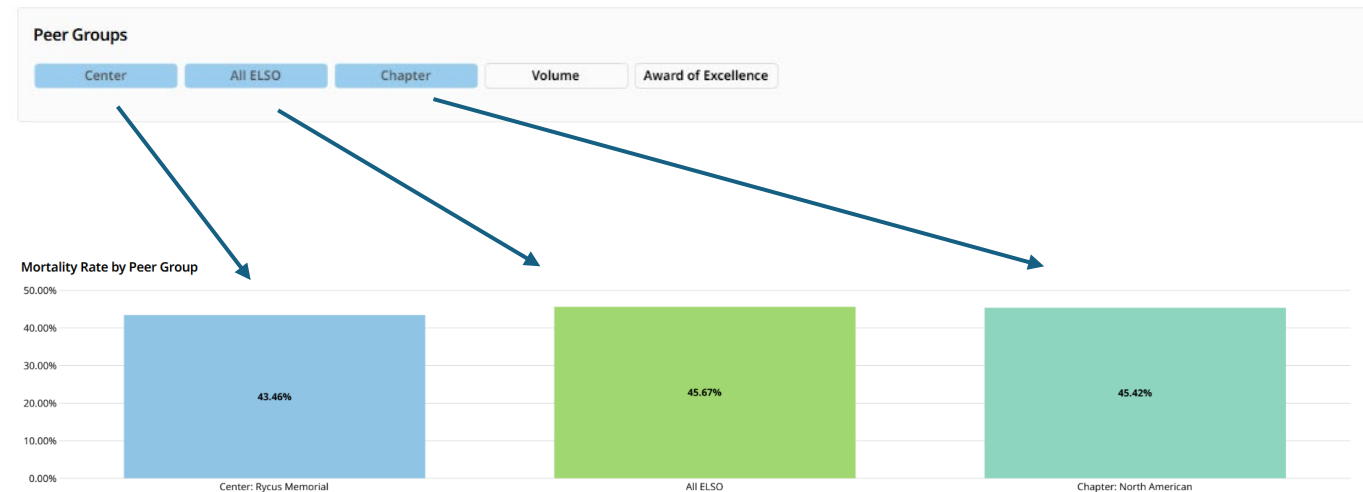 Peer Groups
Center All ELSO Chapter Volume Award of Excellence
Mortality Rate by Peer Group
50.00%
40.00%
30.00%
20.00%
10.00%
0.00%
43.46% 45.67% 45.42%
Center: Rycus Memorial All ELSO Chapter: North American